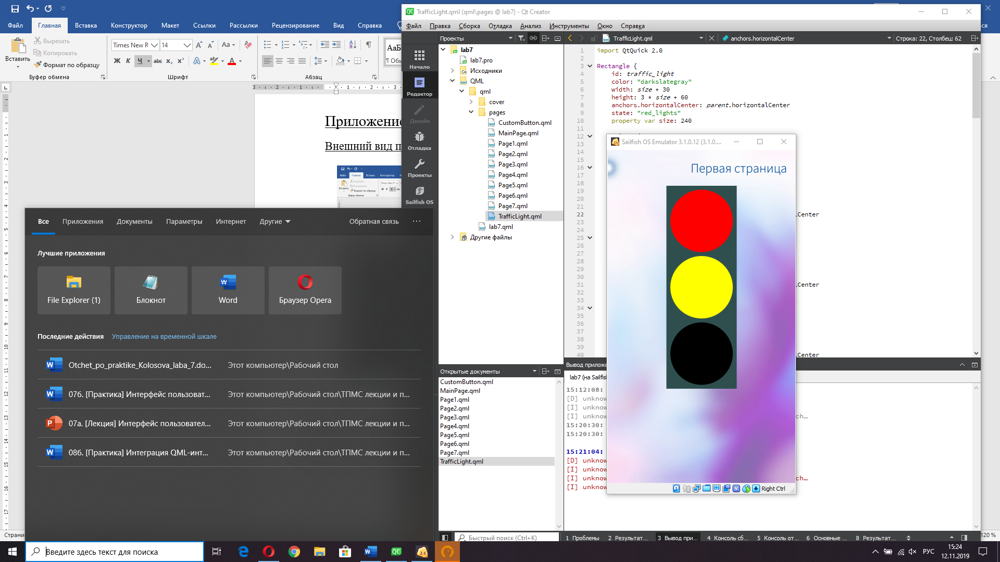 Файл
Главная
Вставка
Конструктор
Макет
Ссылки
Рассылки
Рецензирование
Вид
Справка
Вставить
Вырезать
Копировать
Формат по образцу
Буфер обмена
Times New R
14
Шрифт
Абзац
Приложение
Внешний вид п
TrafficLight.qml (qml\pages @ lab7) - Qt Creator
Файл Правка Сборка Отладка Анализ Инструменты Окно Справка
Проекты
TrafficLight.qml
anchors.horizontalCenter
Строка: 22, Столбец: 62
Начало
Редактор
Дизайн
Отладка
Проекты
Sailfish OS
lab7
lab7.pro
Исходники
QML
qml
cover
pages
CustomButton.qml
MainPage.qml
Page1.qml
Page2.qml
Page3.qml
Page4.qml
Page5.qml
Page6.qml
Page7.qml
TrafficLight.qml
lab7.qml
Другие файлы
1 import QtQuick 2.0
2
3 Rectangle {
4 id: traffic_light
5 color: "darkslategray"
6 width: size + 30
7 height: 3 * size + 60
8 anchors.horizontalCenter: parent.horizontalCenter
9 state: "red_lights"
10 property var size: 240
11
12
13
14
15
16
17
18
19
20
21
22 lCenter
23
24
25
26
27
28
29
30
31 lCenter
32
33
34
35
36
37
38
39
40 lCenter
Sailfish OS Emulator 3.1.0.12 (3.1.0....
Первая страница
Right Ctrl
Открытые документы
CustomButton.qml
MainPage.qml
Page1.qml
Page2.qml
Page3.qml
Page4.qml
Page5.qml
Page6.qml
Page7.qml
TrafficLight.qml
Вывод приложе
lab7 (на Sailfish
15:12:08:
[D] unknow
[I] unknow
[I] unknow ch…
15:20:30:
15:20:30:
15:21:04:
[D] unknow
[I] unknow
[I] unknow ch…
[I] unknow
Быстрый поиск (Ctrl+K)
1 Проблемы
2 Результат...
3 Вывод при...
4 Консоль сб...
5 Консоль от...
6 Основные ...
8 Результат...
Все
Приложения
Документы
Параметры
Интернет
Другие
Обратная связь
Лучшие приложения
File Explorer (1)
Блокнот
Word
Браузер Opera
Последние действия
Управление на временной шкале
Otchet_po_praktike_Kolosova_laba_7.do... Этот компьютер\Рабочий стол
07б. [Практика] Интерфейс пользоват... Этот компьютер\Рабочий стол\ТПМС лекции и п...
07а. [Лекция] Интерфейс пользовател... Этот компьютер\Рабочий стол\ТПМС лекции и п...
08б. [Практика] Интеграция QML-инт... Этот компьютер\Рабочий стол\ТПМС лекции и п...
Страни
120 %
Введите здесь текст для поиска
РУС
15:24
12.11.2019